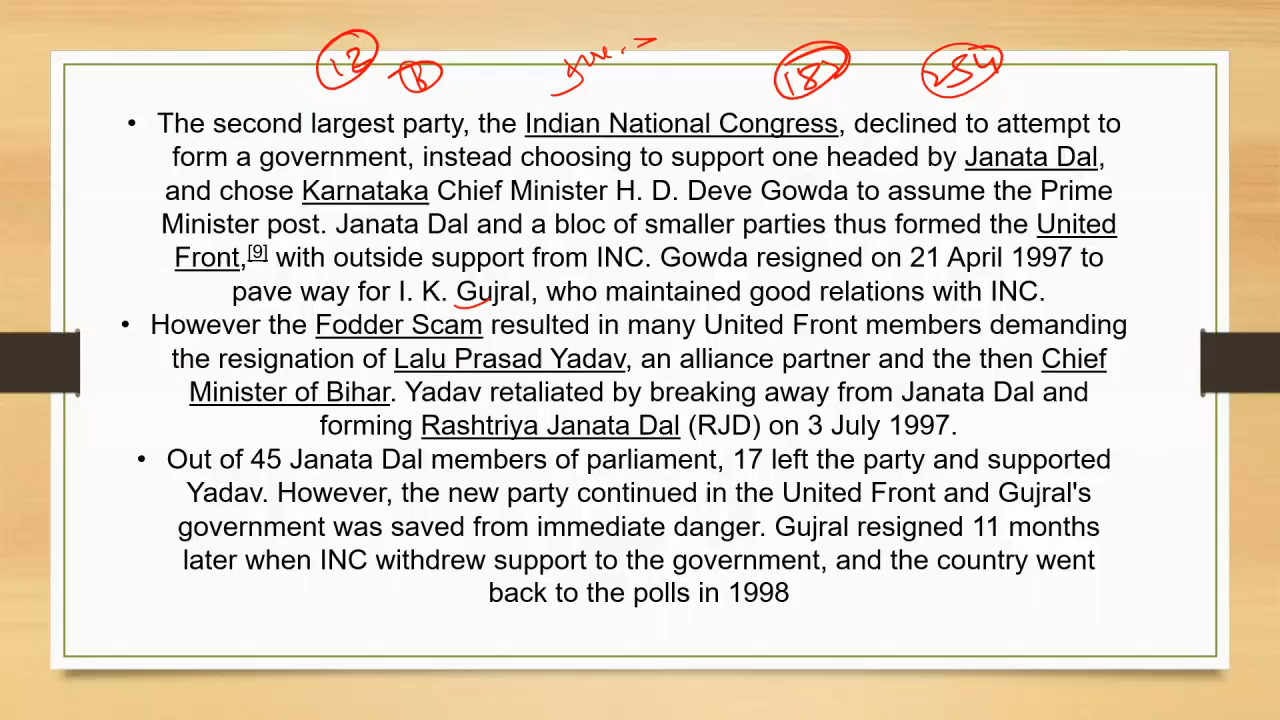 12 B 182 254
• The second largest party, the Indian National Congress, declined to attempt to
form a government, instead choosing to support one headed by Janata Dal,
and chose Karnataka Chief Minister H. D. Deve Gowda to assume the Prime
Minister post. Janata Dal and a bloc of smaller parties thus formed the United
Front,[9] with outside support from INC. Gowda resigned on 21 April 1997 to
pave way for I. K. Gujral, who maintained good relations with INC.
• However the Fodder Scam resulted in many United Front members demanding
the resignation of Lalu Prasad Yadav, an alliance partner and the then Chief
Minister of Bihar. Yadav retaliated by breaking away from Janata Dal and
forming Rashtriya Janata Dal (RJD) on 3 July 1997.
• Out of 45 Janata Dal members of parliament, 17 left the party and supported
Yadav. However, the new party continued in the United Front and Gujral's
government was saved from immediate danger. Gujral resigned 11 months
later when INC withdrew support to the government, and the country went
back to the polls in 1998